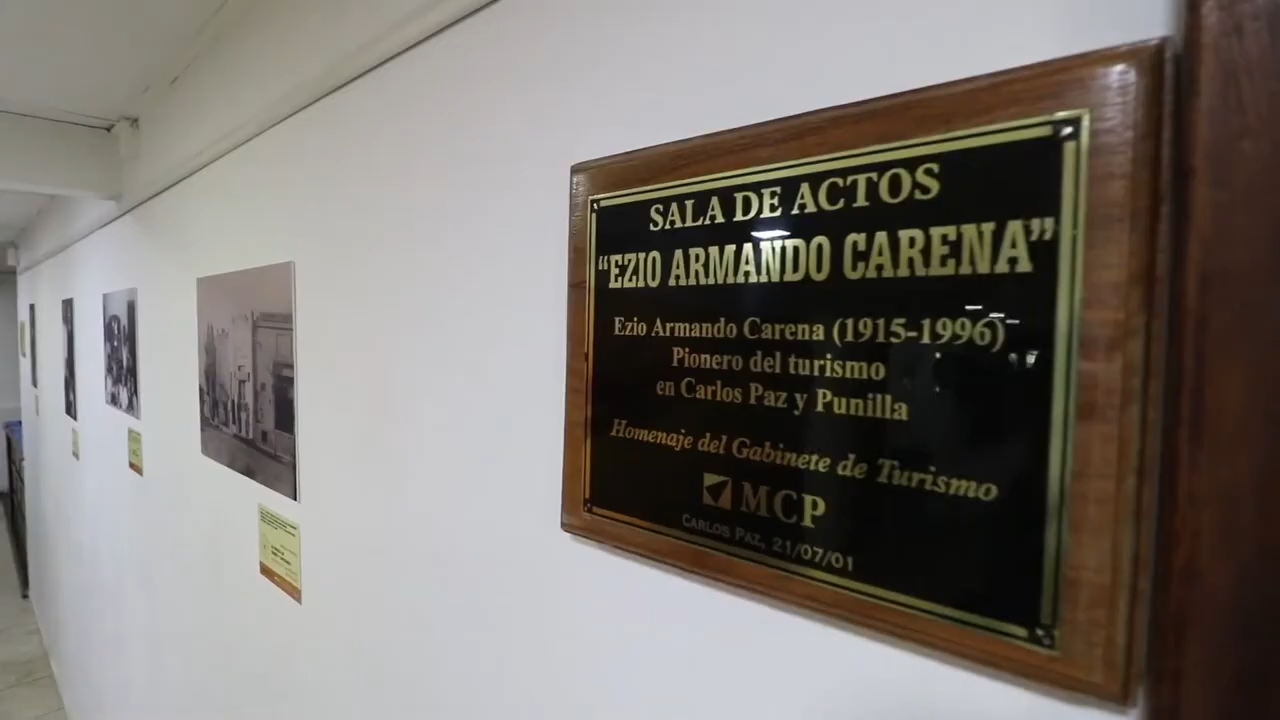 SALA DE ACTOS
“EZIO ARMANDO CARENA”
Ezio Armando Carena (1915-1996)
Pionero del turismo
en Carlos Paz y Punilla
Homenaje del Gabinete de Turismo
MCP
CARLOS PAZ, 21/07/01